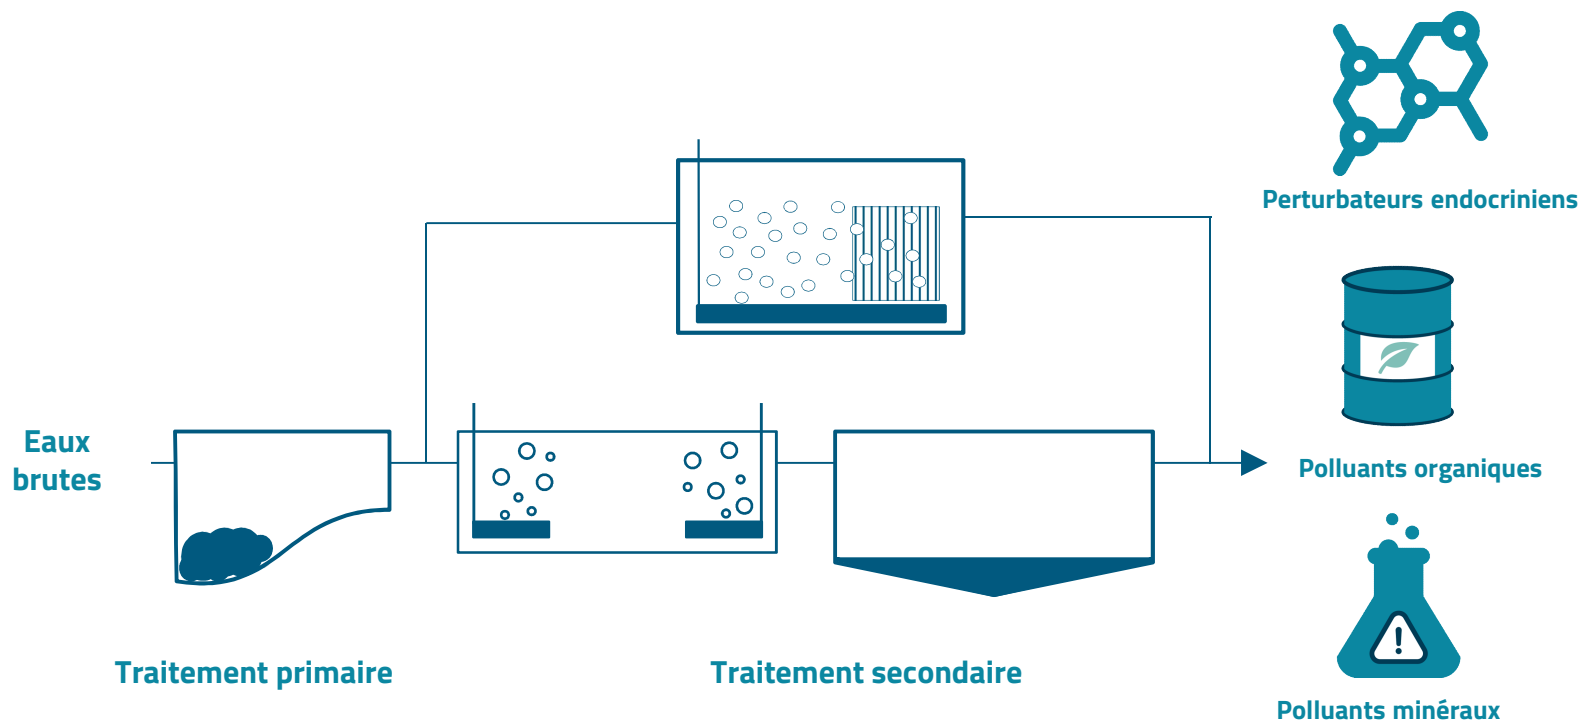 Perturbateurs endocriniens
Eaux
brutes
Polluants organiques
Traitement primaire
Traitement secondaire
Polluants minéraux